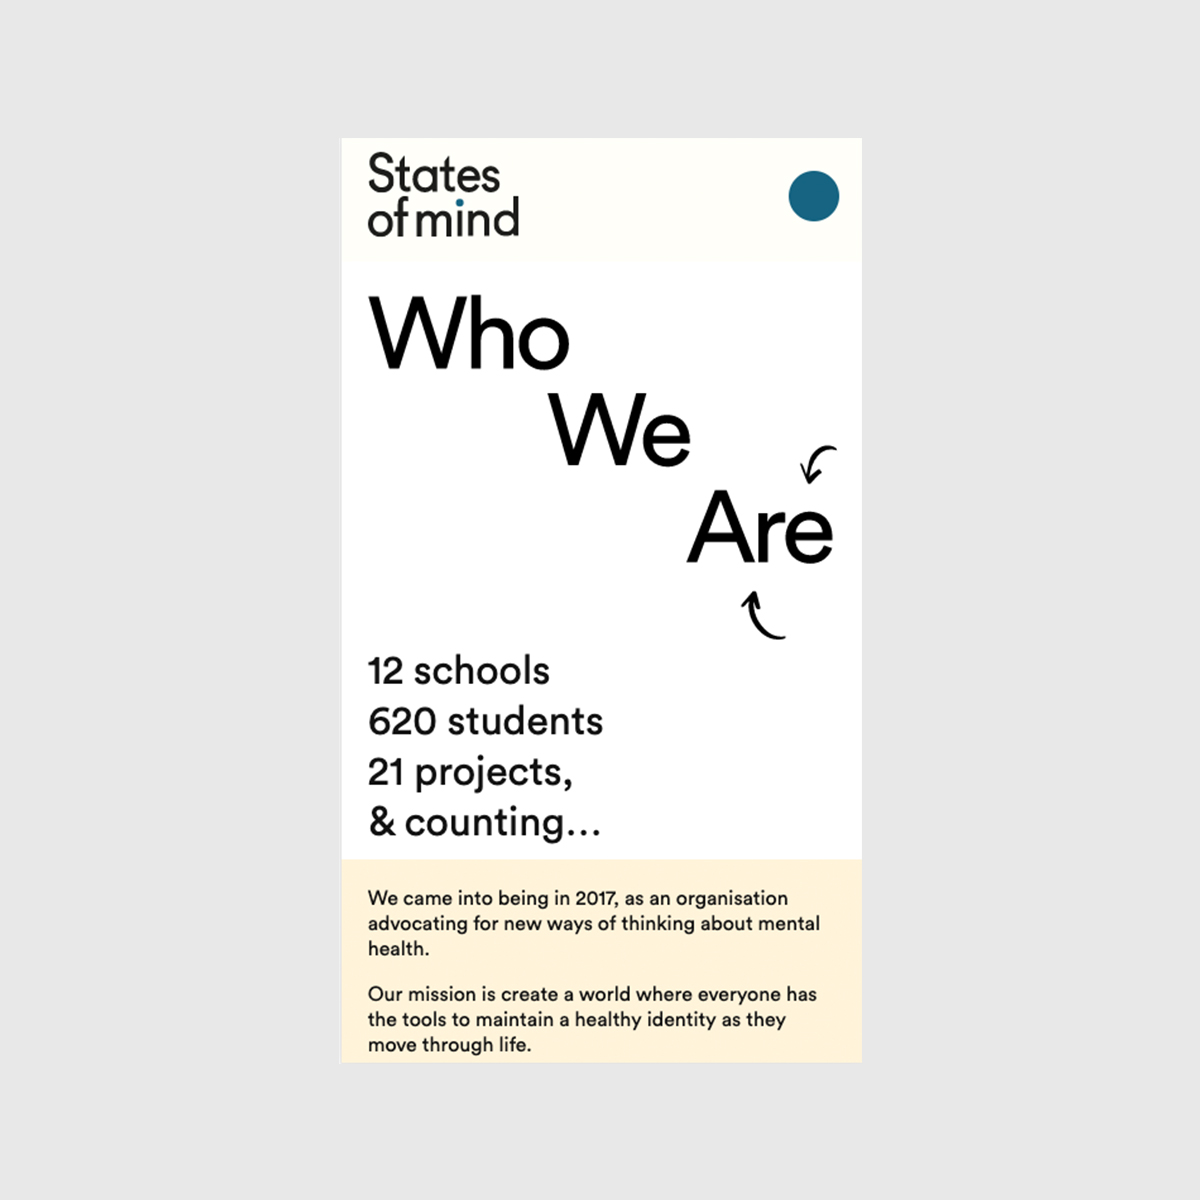 States
of mind
Who
We
Are
12 schools
620 students
21 projects,
& counting...
We came into being in 2017, as an organisation
advocating for new ways of thinking about mental
health.
Our mission is create a world where everyone has
the tools to maintain a healthy identity as they
move through life.